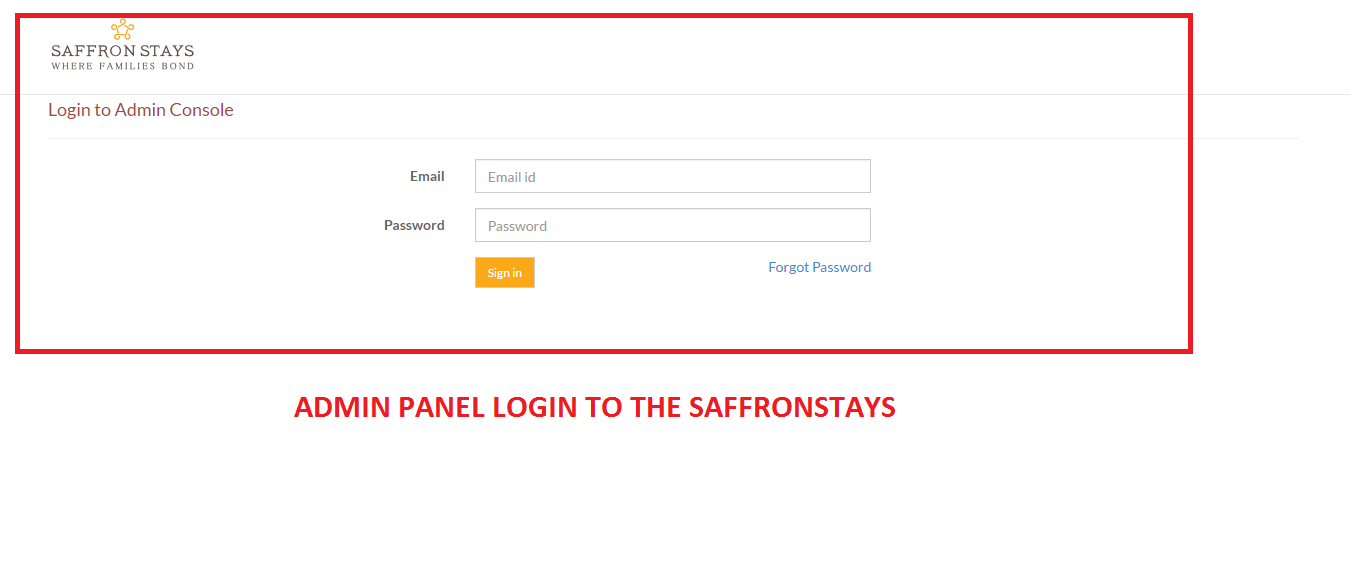 SAFFRON STAYS
WHERE FAMILIES BOND
Login to Admin Console
Email
Email id
Password
Password
Sign in
Forgot Password
ADMIN PANEL LOGIN TO THE SAFFRONSTAYS